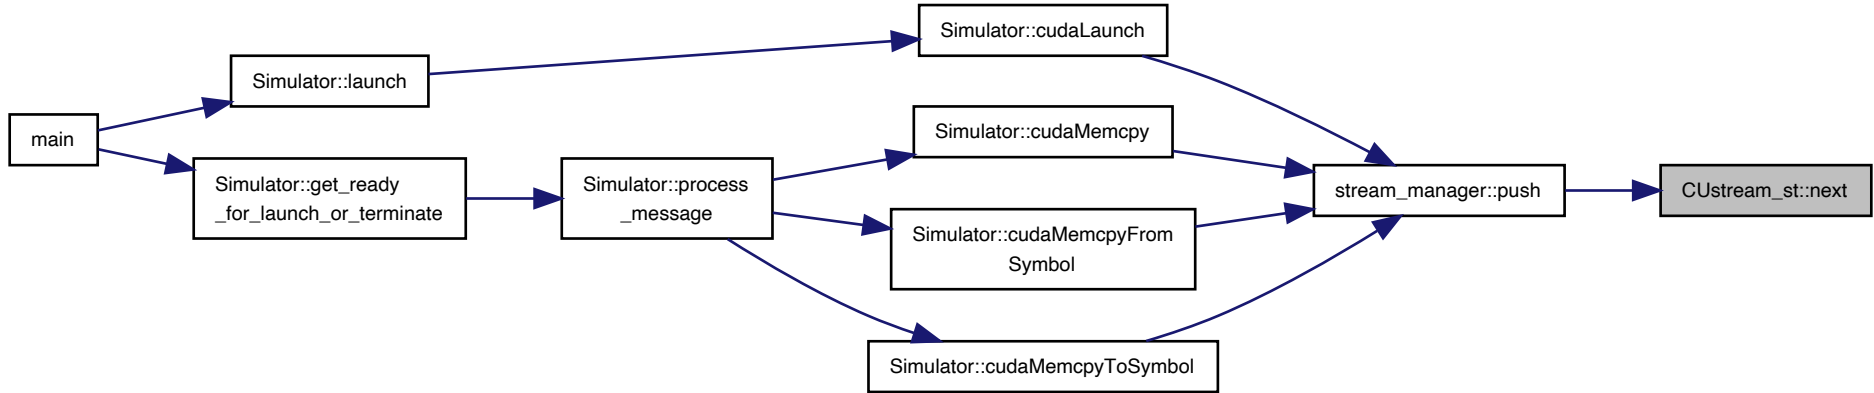 main
Simulator::launch
Simulator::get_ready
_for_launch_or_terminate
Simulator::process
_message
Simulator::cudaLaunch
Simulator::cudaMemcpy
Simulator::cudaMemcpyFrom
Symbol
Simulator::cudaMemcpyToSymbol
stream_manager::push
CUstream_st::next